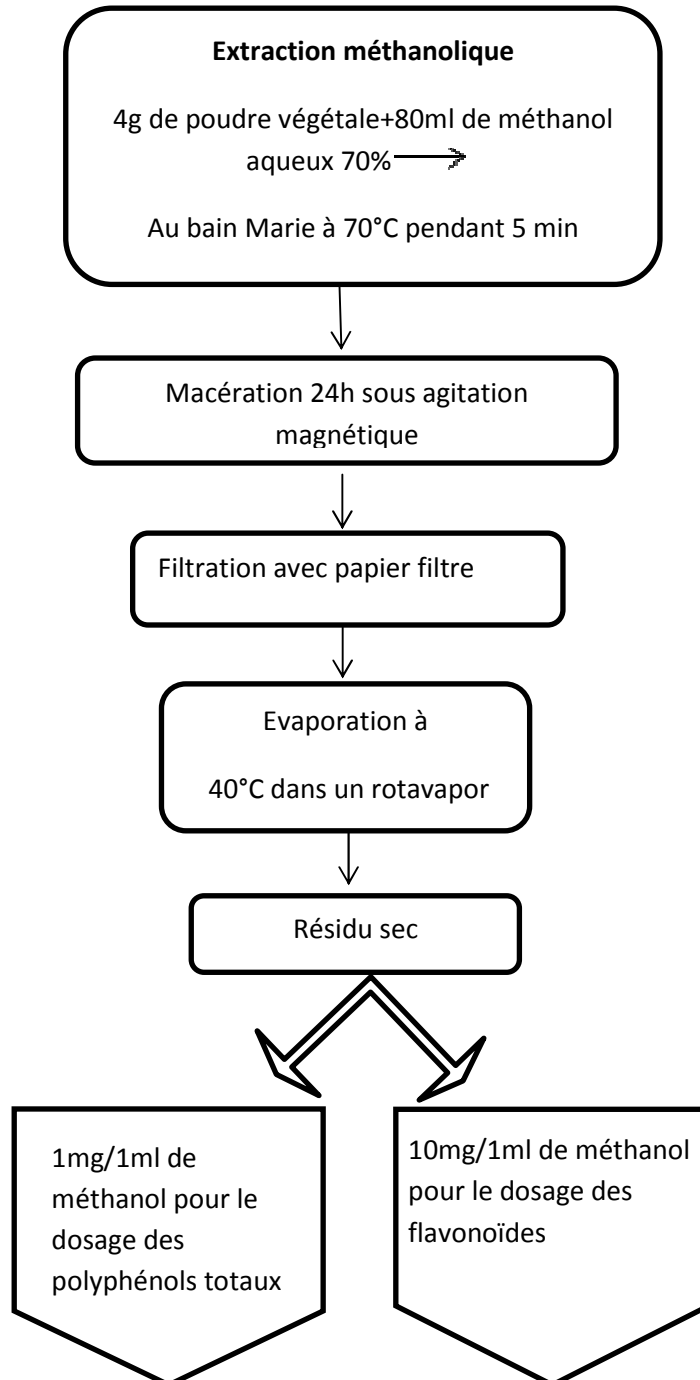 Extraction méthanolique
4g de poudre végétale+80ml de méthanol
aqueux 70%
Au bain Marie à 70°C pendant 5 min
Macération 24h sous agitation
magnétique
Filtration avec papier filtre
Evaporation à
40°C dans un rotavapor
Résidu sec
1mg/1ml de
méthanol pour le
dosage des
polyphénols totaux
10mg/1ml de méthanol
pour le dosage des
flavonoïdes